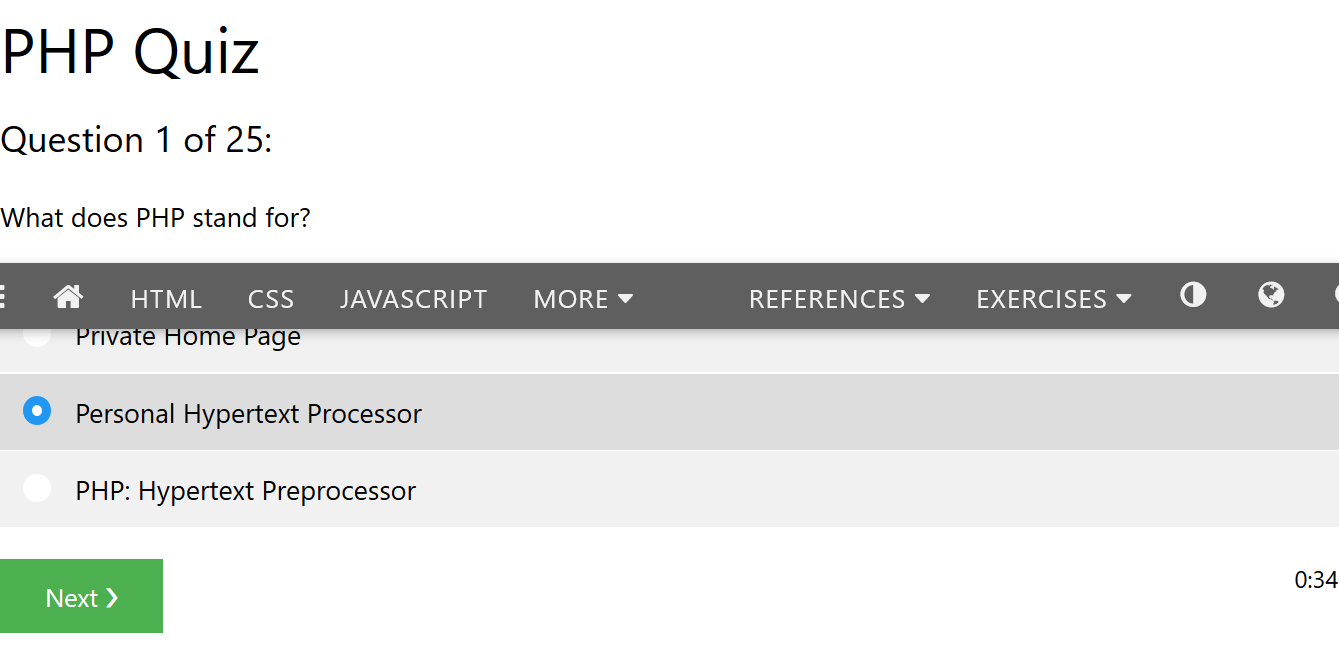 PHP Quiz
Question 1 of 25:
What does PHP stand for?
HTML CSS JAVASCRIPT MORE REFERENCES EXERCISES
Private Home Page
Personal Hypertext Processor
PHP: Hypertext Preprocessor
Next ❯
0:34